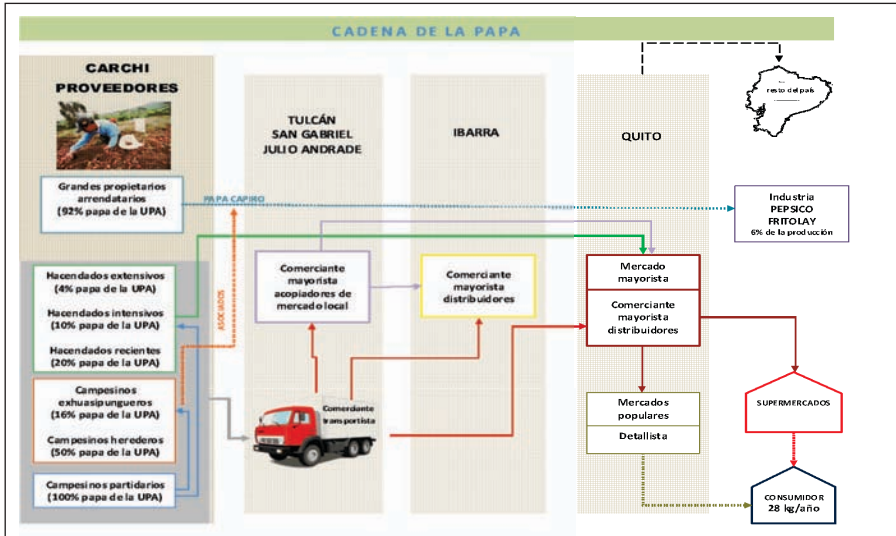 CADENA DE LA PAPA
CARCHI
PROVEEDORES
Grandes propietarios
arrendatarios
(92% papa de la UPA)
PAPA CAPIRO
Hacendados extensivos
(4% papa de la UPA)
Hacendados intensivos
(10% papa de la UPA)
Hacendados recientes
(20% papa de la UPA)
ASOCIADOS
Campesinos
exhuasipungueros
(16% papa de la UPA)
Campesinos herederos
(50% papa de la UPA)
Campesinos partidarios
(100% papa de la UPA)
TULCÁN
SAN GABRIEL
JULIO ANDRADE
Comerciante
mayorista
acopiadores de
mercado local
Comerciante
transportista
IBARRA
Comerciante
mayorista
distribuidores
QUITO
Mercado
mayorista
Comerciante
mayorista
distribuidores
Mercados
populares
Detallista
resto del país
Industria
PEPSICO
FRITOLAY
6% de la producción
SUPERMERCADOS
CONSUMIDOR
28 kg/año